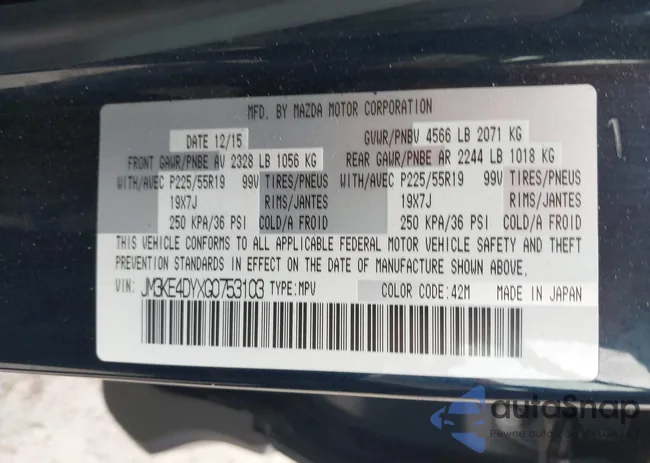 MFD. BY MAZDA MOTOR CORPORATION
DATE 12/15 GVWR/PNBV 4566 LB 2071 KG
FRONT GAWR/PNBE AV 2328 LB 1056 KG REAR GAWR/PNBE AR 2244 LB 1018 KG
WITH/AVEC P225/55R19 99V TIRES/PNEUS WITH/AVEC P225/55R19 99V TIRES/PNEUS
19X7J RIMS/JANTES 19X7J RIMS/JANTES
250 KPA/36 PSI COLD/A FROID 250 KPA/36 PSI COLD/A FROID
THIS VEHICLE CONFORMS TO ALL APPLICABLE FEDERAL MOTOR VEHICLE SAFETY AND THEFT
PREVENTION STANDARDS IN EFFECT ON THE DATE OF MANUFACTURE SHOWN ABOVE.
VIN: JM3KE4DYXG0753103 TYPE:MPV COLOR CODE:42M MADE IN JAPAN
autoSnap
Pewne auto